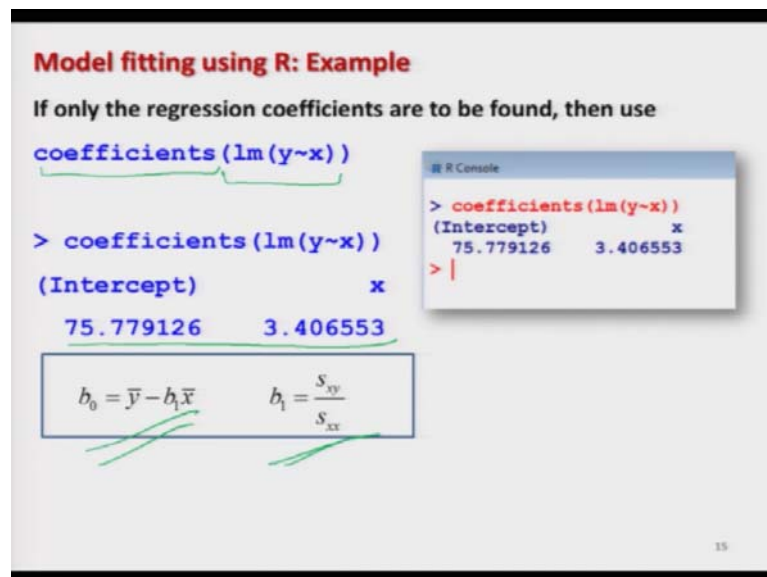 Model fitting using R: Example
If only the regression coefficients are to be found, then use
coefficients(lm(y~x))
> coefficients(lm(y~x))
(Intercept) x
75.779126 3.406553
b₀ = ȳ − b₁x̄ b₁ = sₓᵧ / sₓₓ
R Console
> coefficients(lm(y~x))
(Intercept) x
75.779126 3.406553
>
15